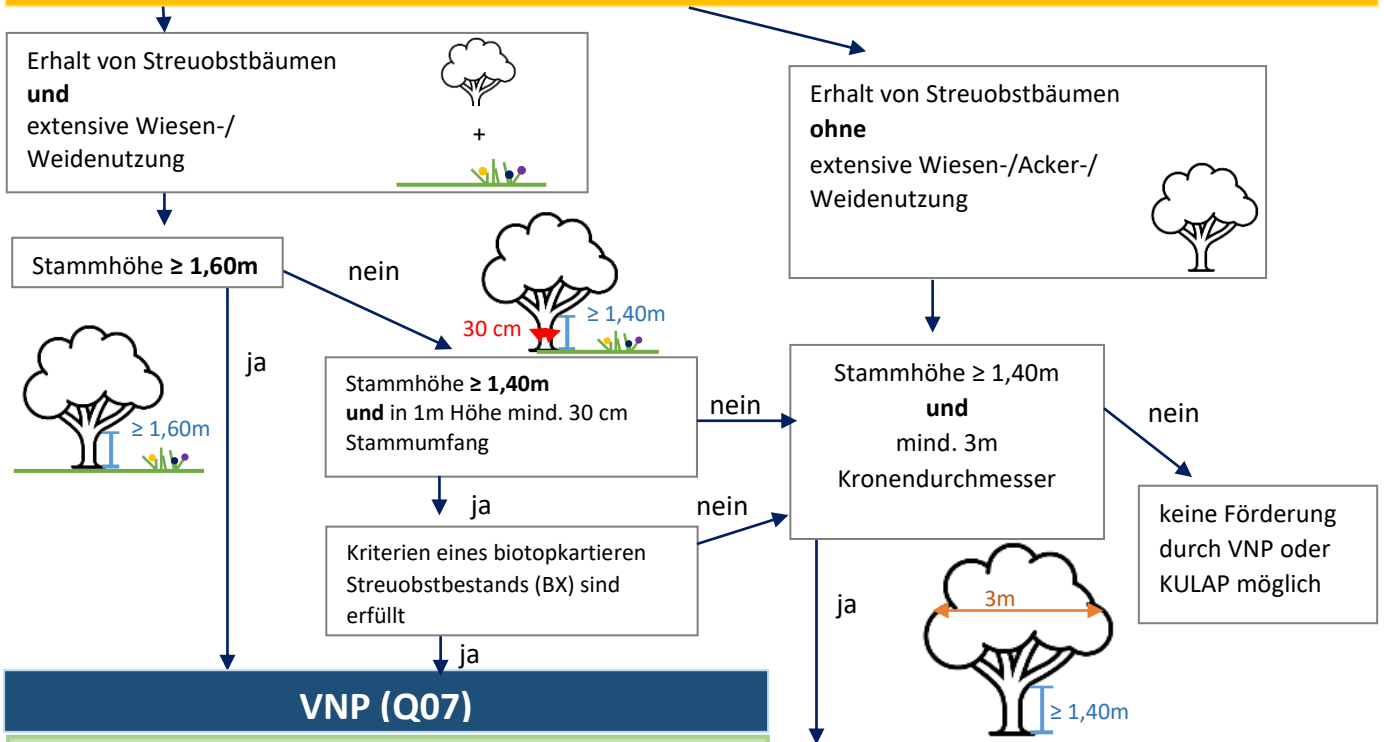 Erhalt von Streuobstbäumen
und
extensive Wiesen-/
Weidenutzung
+
Erhalt von Streuobstbäumen
ohne
extensive Wiesen-/Acker-/
Weidenutzung
Stammhöhe ≥ 1,60m
nein
30 cm
≥ 1,40m
ja
≥ 1,60m
Stammhöhe ≥ 1,40m
und in 1m Höhe mind. 30 cm
Stammumfang
nein
Stammhöhe ≥ 1,40m
und
mind. 3m
Kronendurchmesser
nein
ja
nein
Kriterien eines biotopkartieren
Streuobstbestands (BX) sind
erfüllt
keine Förderung
durch VNP oder
KULAP möglich
ja
3m
≥ 1,40m
ja
VNP (Q07)